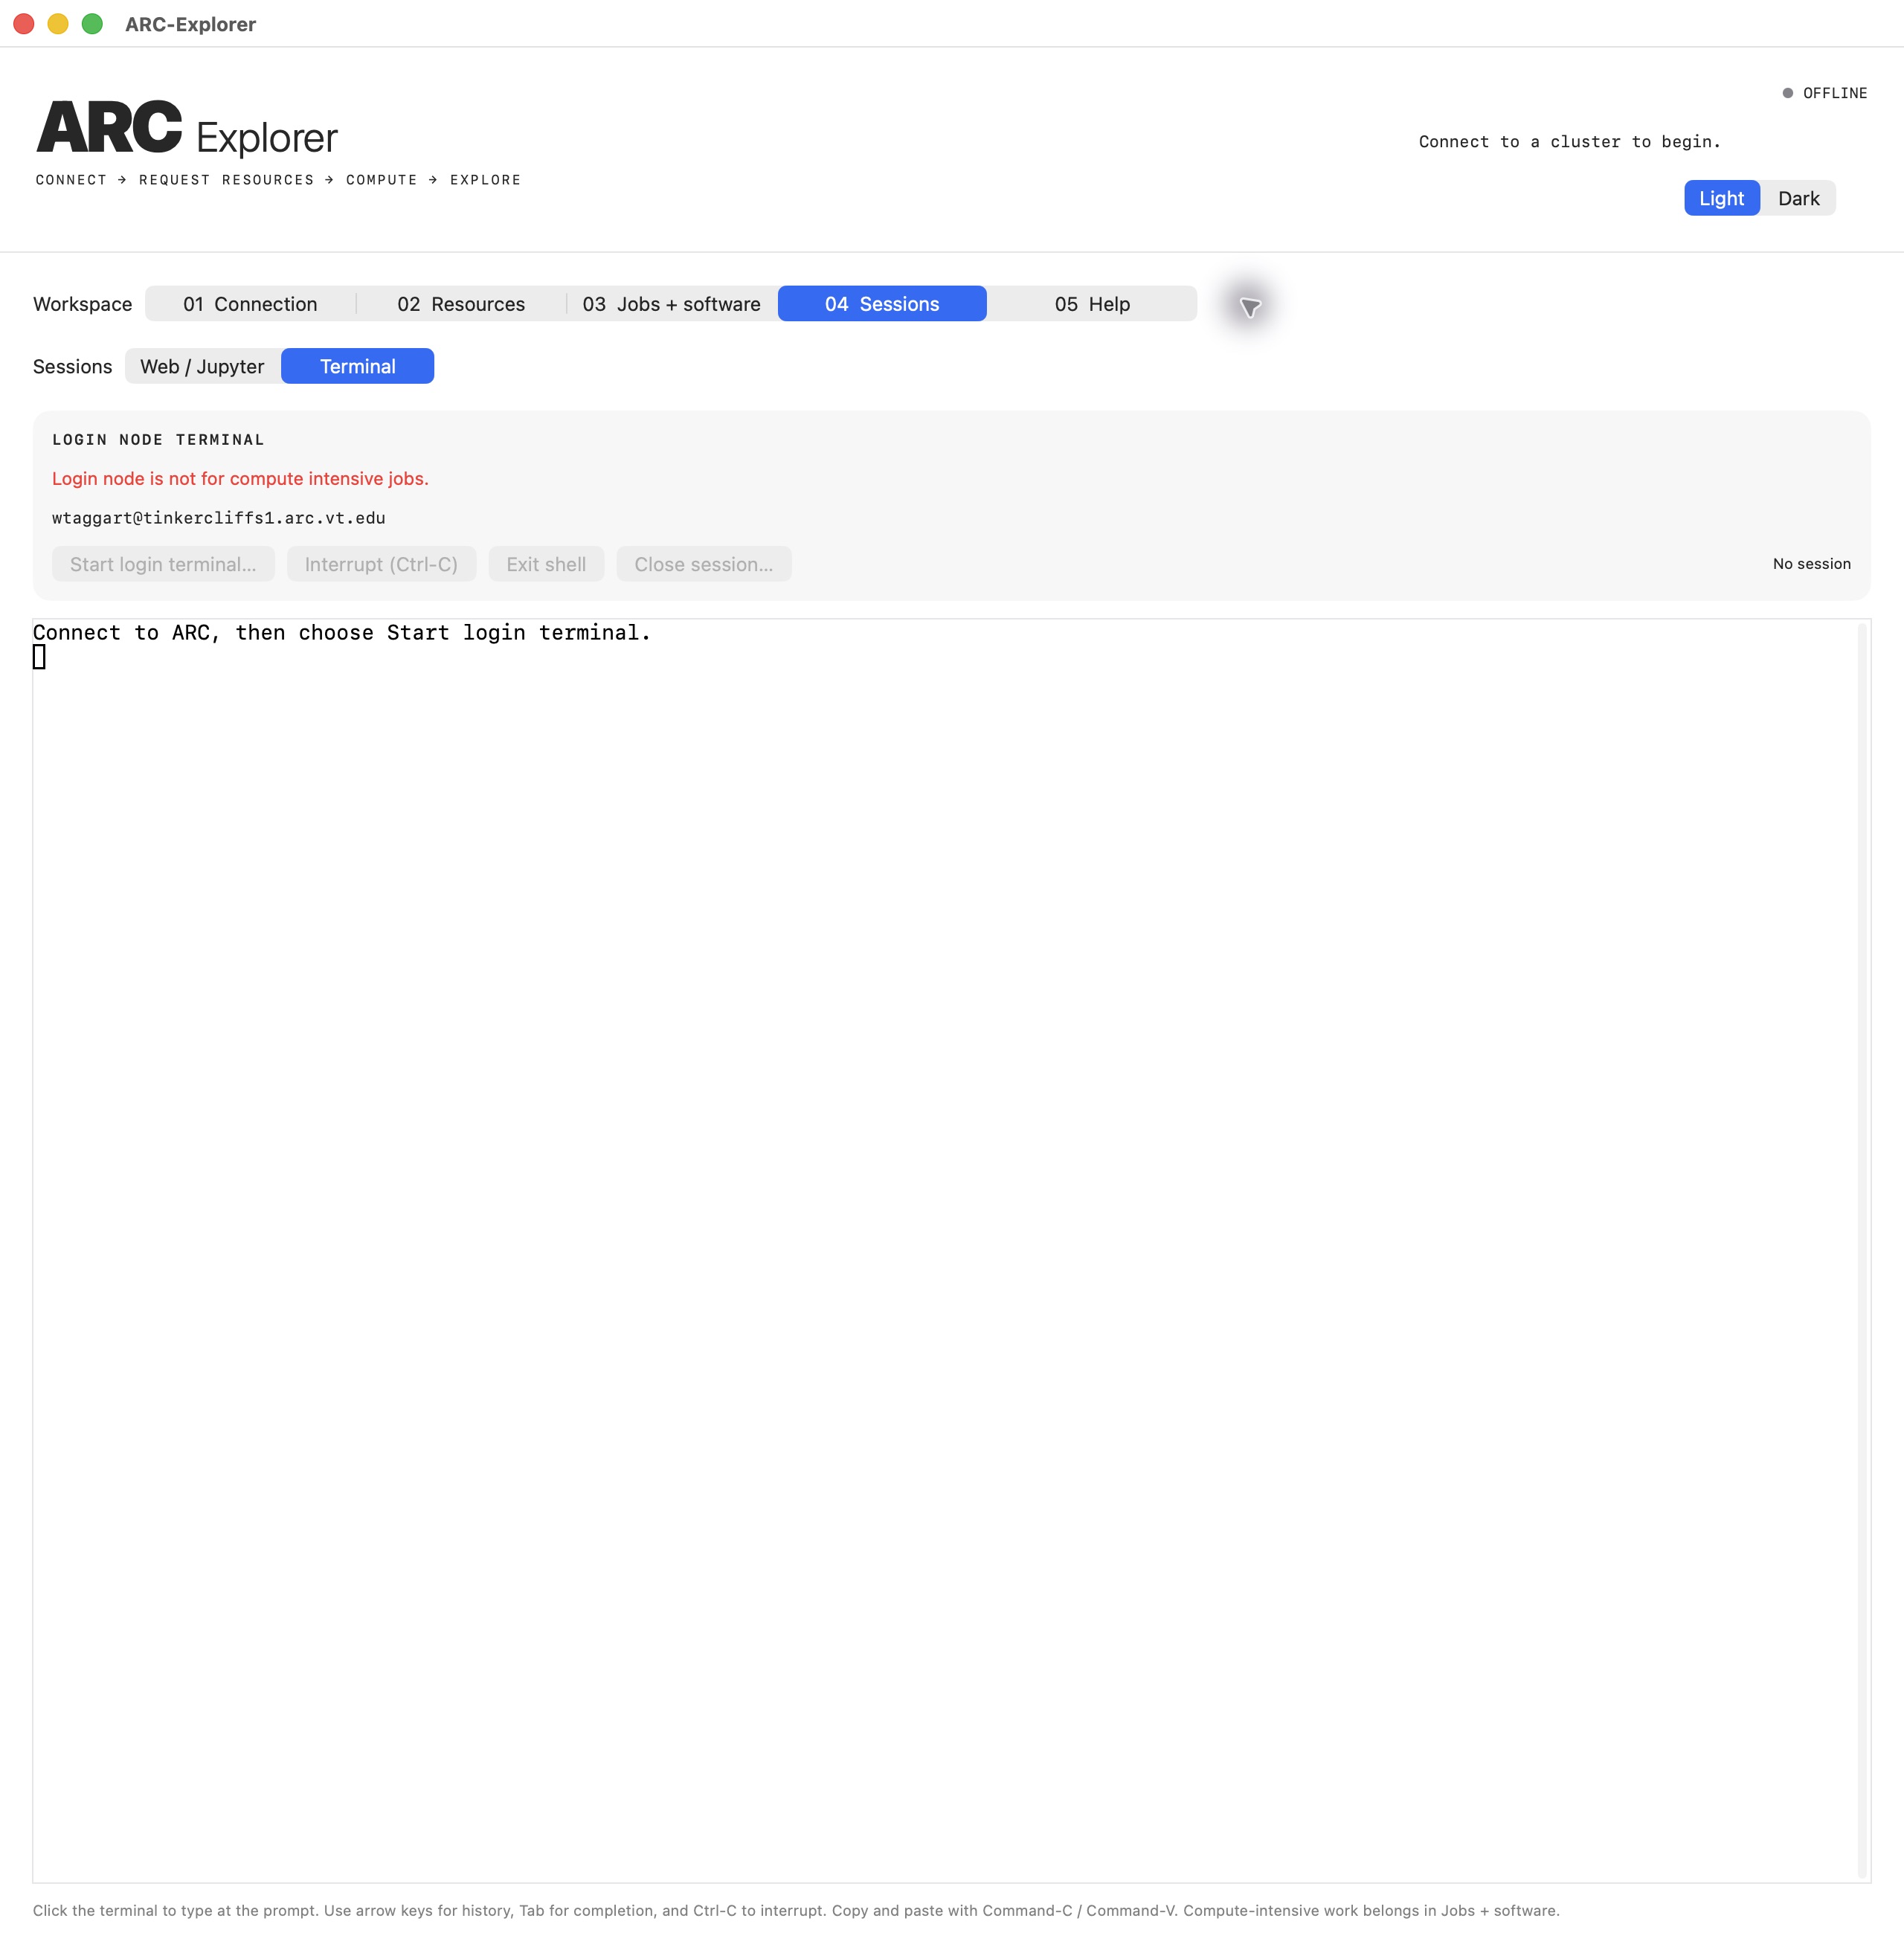 ARC-Explorer
OFFLINE
ARC Explorer
Connect to a cluster to begin.
CONNECT → REQUEST RESOURCES → COMPUTE → EXPLORE
Light Dark
Workspace 01 Connection 02 Resources 03 Jobs + software 04 Sessions 05 Help
Sessions Web / Jupyter Terminal
LOGIN NODE TERMINAL
Login node is not for compute intensive jobs.
wtaggart@tinkercliffs1.arc.vt.edu
Start login terminal... Interrupt (Ctrl-C) Exit shell Close session... No session
Connect to ARC, then choose Start login terminal.
Click the terminal to type at the prompt. Use arrow keys for history, Tab for completion, and Ctrl-C to interrupt. Copy and paste with Command-C / Command-V. Compute-intensive work belongs in Jobs + software.